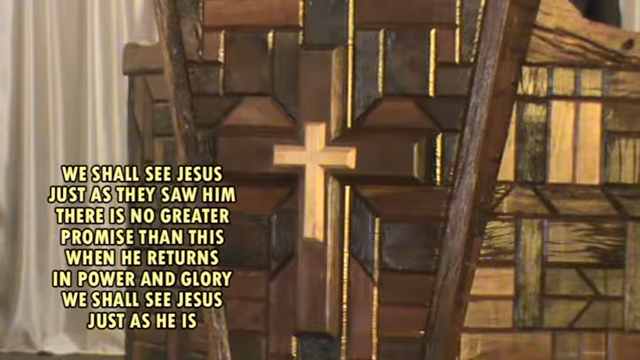 WE SHALL SEE JESUS
JUST AS THEY SAW HIM
THERE IS NO GREATER
PROMISE THAN THIS
WHEN HE RETURNS
IN POWER AND GLORY
WE SHALL SEE JESUS
JUST AS HE IS